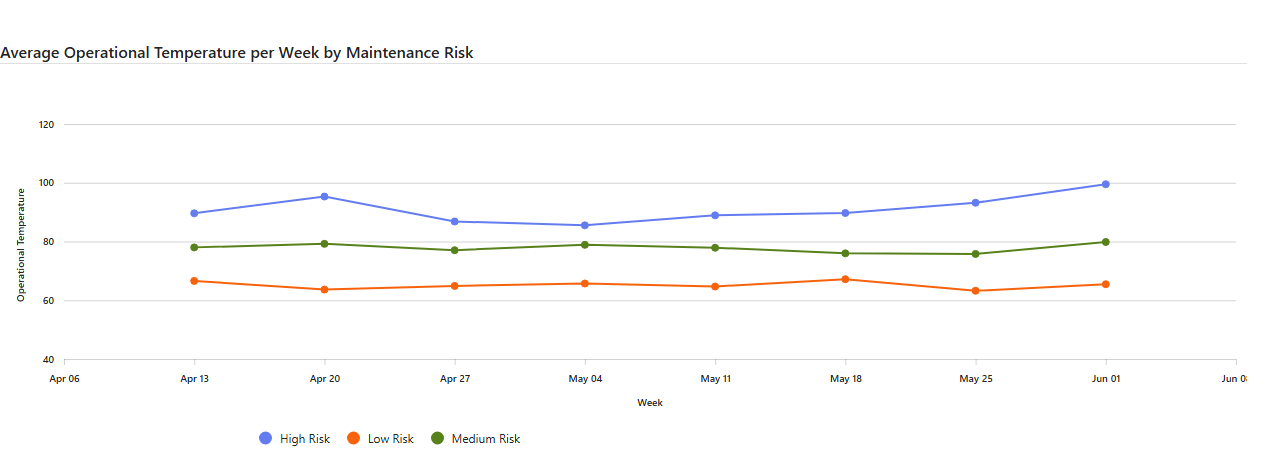 Average Operational Temperature per Week by Maintenance Risk
120
100
80
60
40
Operational Temperature
Apr 06 Apr 13 Apr 20 Apr 27 May 04 May 11 May 18 May 25 Jun 01 Jun
Week
High Risk Low Risk Medium Risk